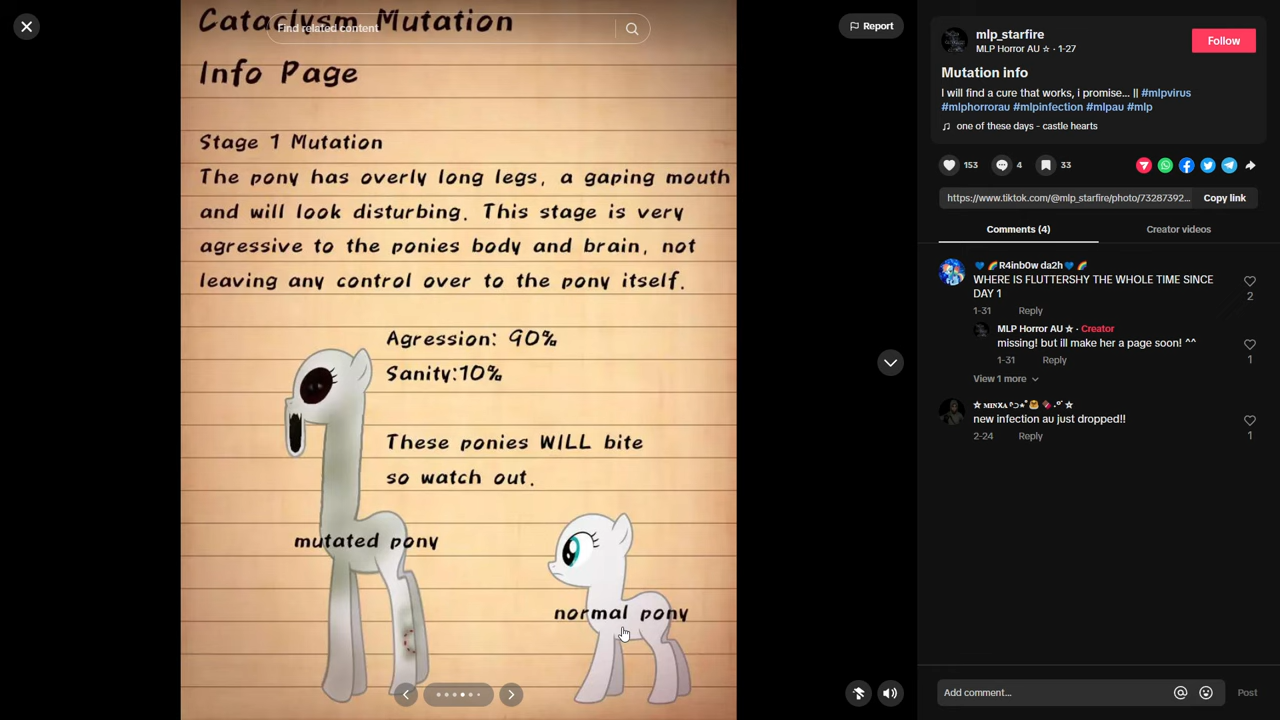 Cataclysm Mutation
Find related content
Info Page
Stage 1 Mutation
The pony has overly long legs, a gaping mouth
and will look disturbing. This stage is very
agressive to the ponies body and brain, not
leaving any control over to the pony itself.
Agression: 90%
Sanity:10%
These ponies WILL bite
so watch out.
mutated pony
normal pony
Report
mlp_starfire
MLP Horror AU ☆ · 1-27
Follow
Mutation info
I will find a cure that works, i promise... || #mlpvirus
#mlphorrorau #mlpinfection #mlpau #mlp
one of these days - castle hearts
153
4
33
https://www.tiktok.com/@mlp_starfire/photo/73287392...
Copy link
Comments (4)
Creator videos
💙 🌈R4inb0w da2h💙 🌈
WHERE IS FLUTTERSHY THE WHOLE TIME SINCE
DAY 1
2
1-31
Reply
MLP Horror AU ☆ · Creator
missing! but ill make her a page soon! ^^
1
1-31
Reply
View 1 more
new infection au just dropped!!
1
2-24
Reply
Add comment...
Post